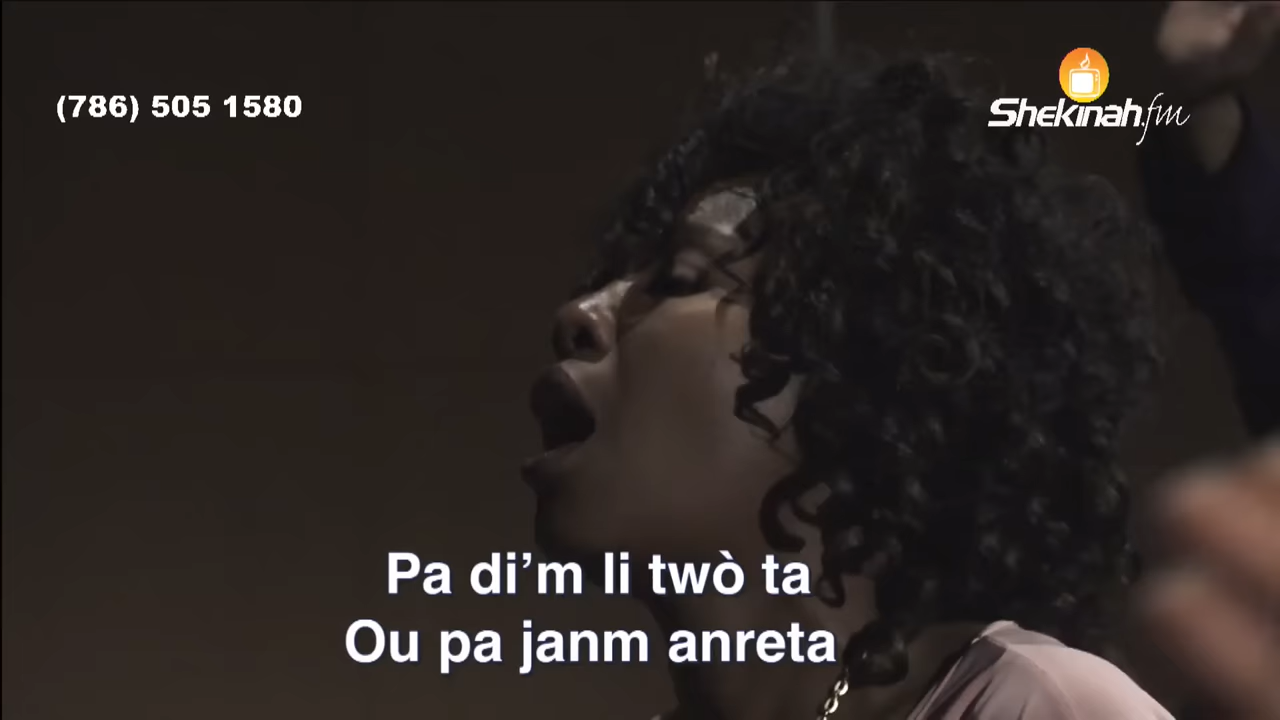 (786) 505 1580
Shekinah.fm
Pa di’m li twò ta
Ou pa janm anreta